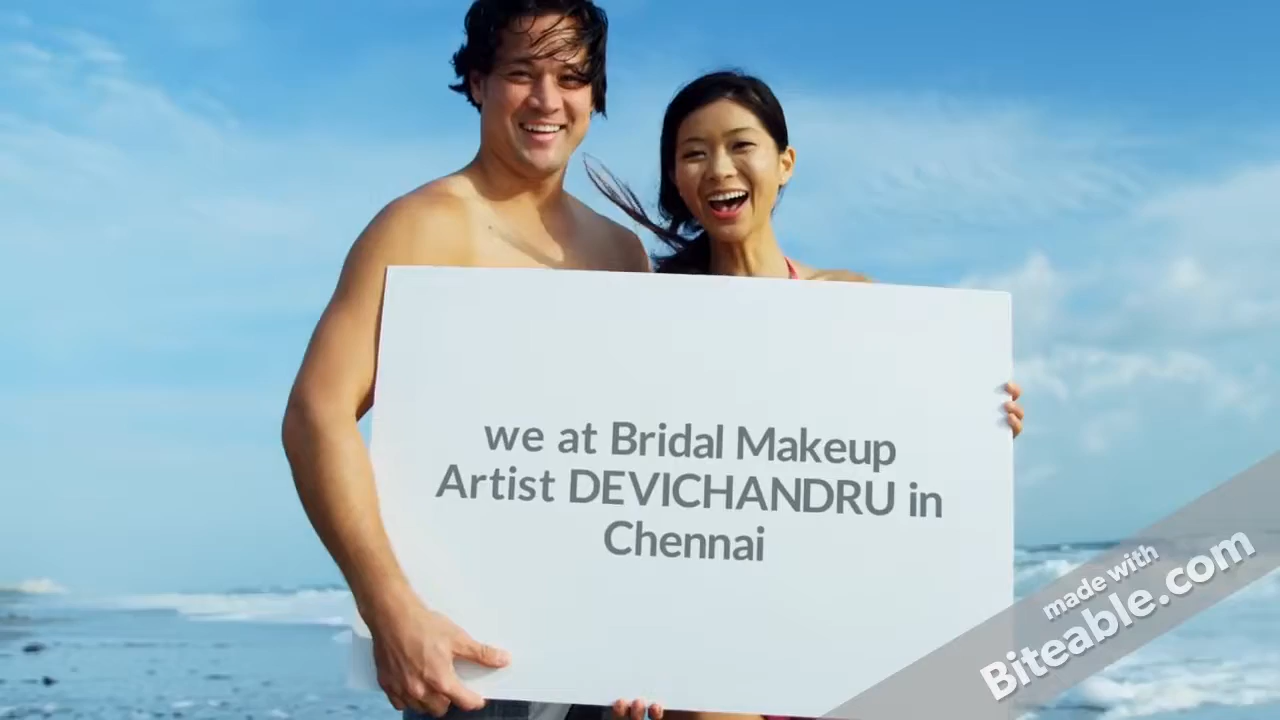 we at Bridal Makeup
Artist DEVICHANDRU in
Chennai
made with
Biteable.com